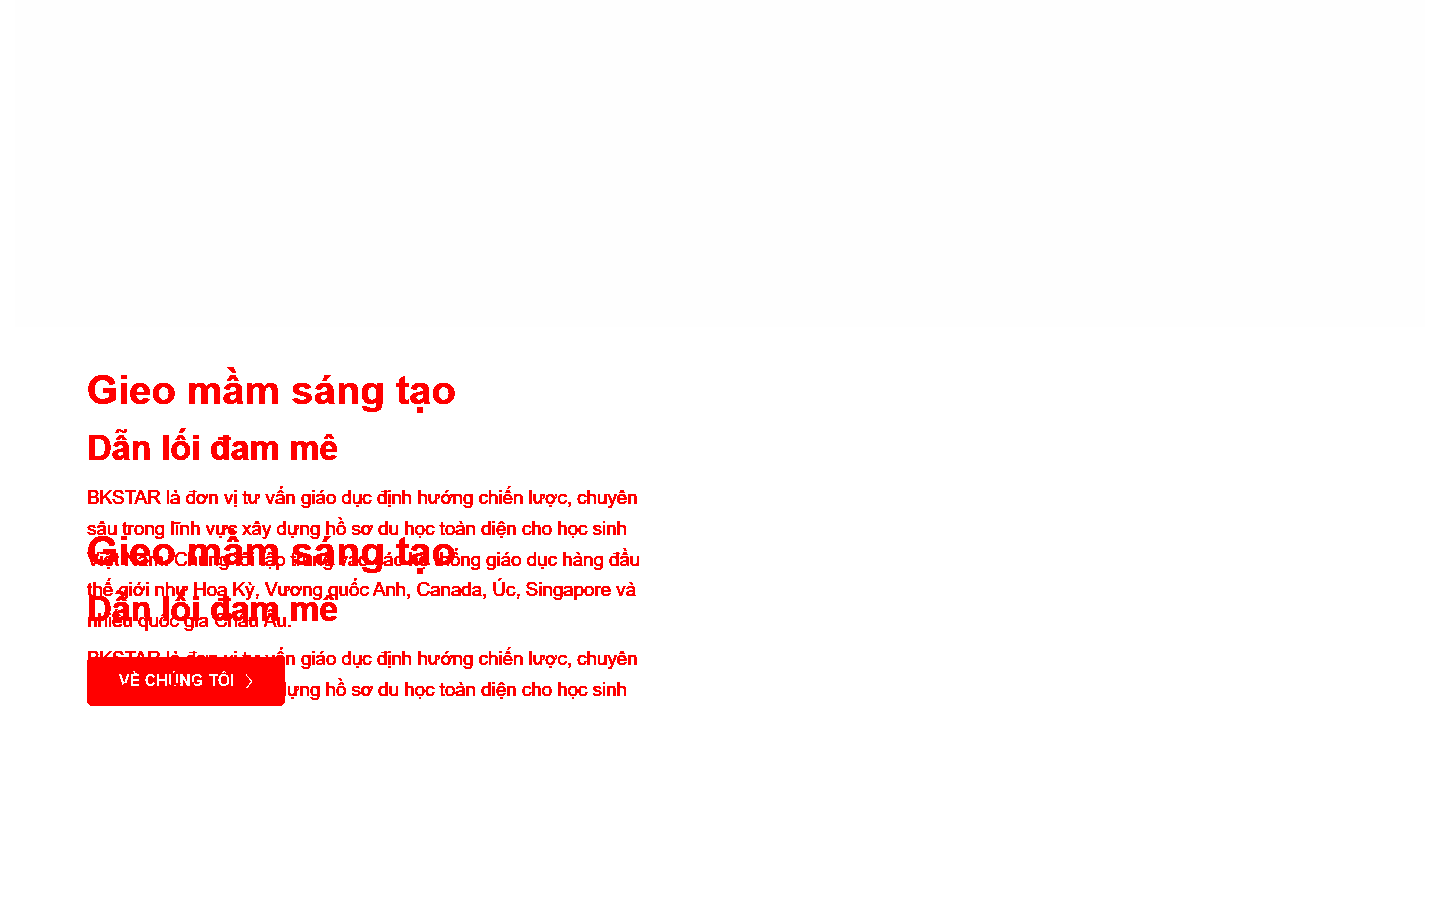 Gieo mầm sáng tạo
Dẫn lối đam mê
BKSTAR là đơn vị tư vấn giáo dục định hướng chiến lược, chuyên
sâu trong lĩnh vực xây dựng hồ sơ du học toàn diện cho học sinh
Gieo mầm sáng tạo
Việt Nam. Chúng tôi tập trung vào các hệ thống giáo dục hàng đầu
thế giới như Hoa Kỳ, Vương quốc Anh, Canada, Úc, Singapore và
Dẫn lối đam mê
nhiều quốc gia Châu Âu.
BKSTAR là đơn vị tư vấn giáo dục định hướng chiến lược, chuyên
VỀ CHÚNG TÔI
dựng hồ sơ du học toàn diện cho học sinh